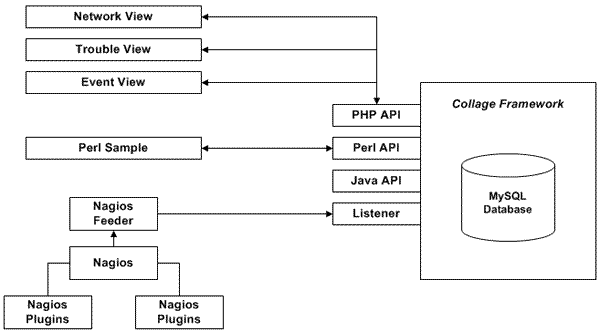 Network View
Trouble View
Event View
PHP API
Collage Framework
Perl Sample
Perl API
Java API
MySQL
Database
Nagios
Feeder
Listener
Nagios
Nagios
Plugins
Nagios
Plugins